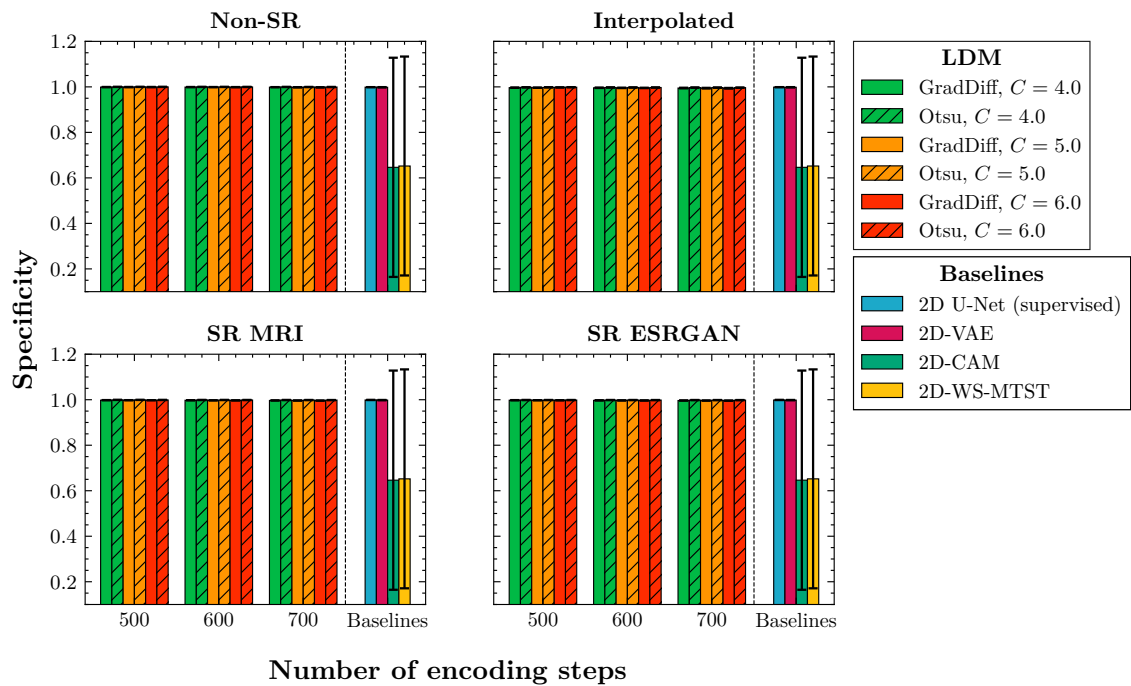 Non-SR
Interpolated
1.2
1.0
0.8
0.6
0.4
0.2
LDM
GradDiff, C = 4.0
Otsu, C = 4.0
GradDiff, C = 5.0
Otsu, C = 5.0
GradDiff, C = 6.0
Otsu, C = 6.0
Baselines
2D U-Net (supervised)
2D-VAE
2D-CAM
2D-WS-MTST
Specificity
SR MRI
SR ESRGAN
1.2
1.0
0.8
0.6
0.4
0.2
500 600 700 Baselines
500 600 700 Baselines
Number of encoding steps